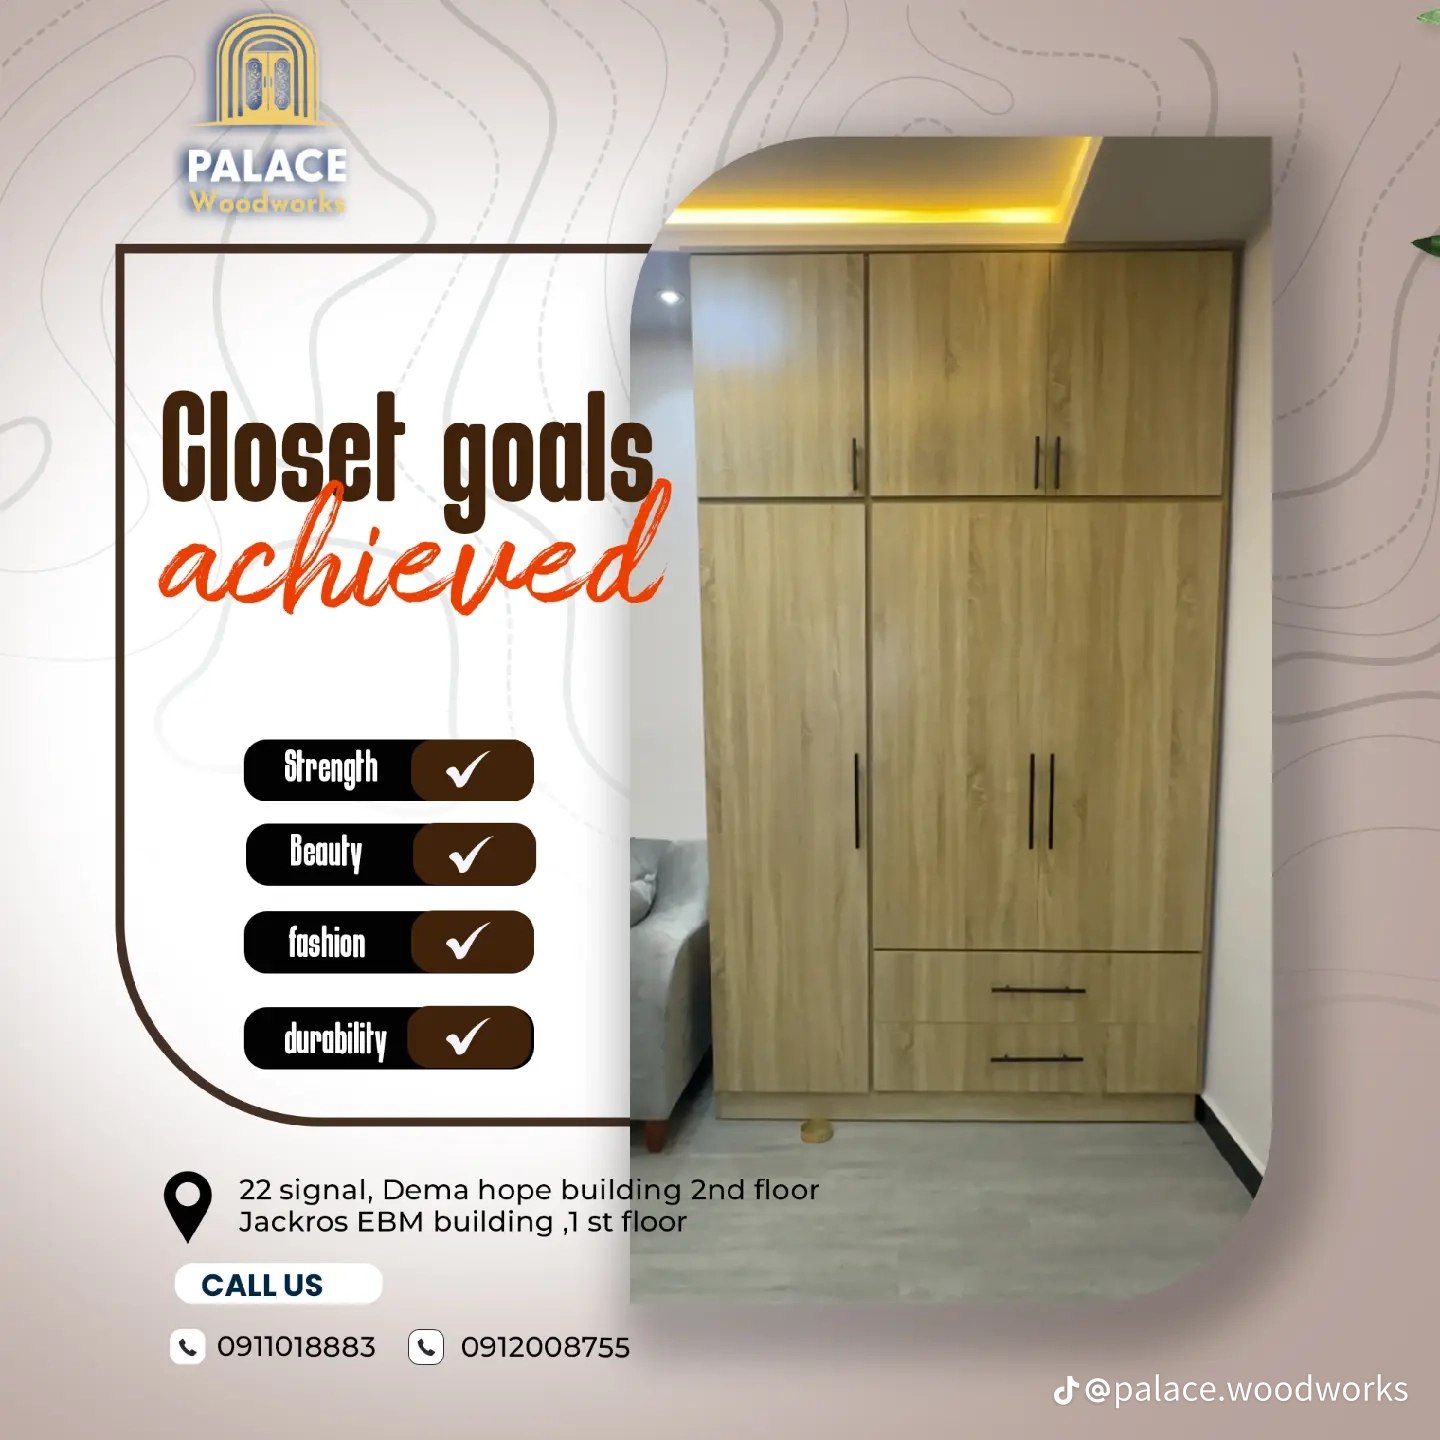 PALACE
Woodworks
Closet goals
achieved
Strength
Beauty
fashion
durability
22 signal, Dema hope building 2nd floor
Jackros EBM building ,1 st floor
CALL US
0911018883 0912008755
@palace.woodworks